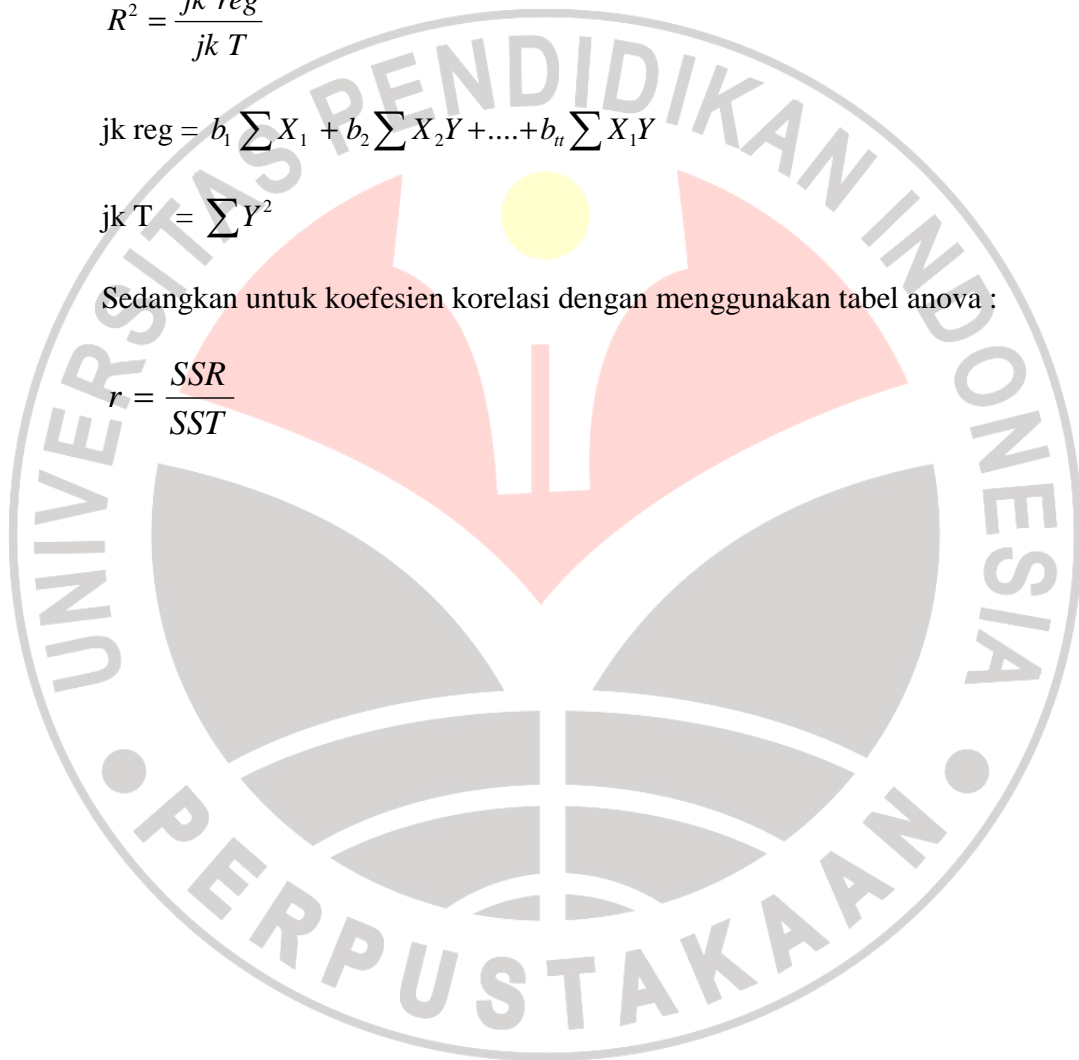 R² = jk reg / jk T
jk reg = b₁ ∑ X₁ + b₂ ∑ X₂Y +....+ bₜₜ ∑ X₁Y
jk T = ∑ Y²
Sedangkan untuk koefesien korelasi dengan menggunakan tabel anova :
r = SSR / SST
UNIVERSITAS PENDIDIKAN INDONESIA
PERPUSTAKAAN